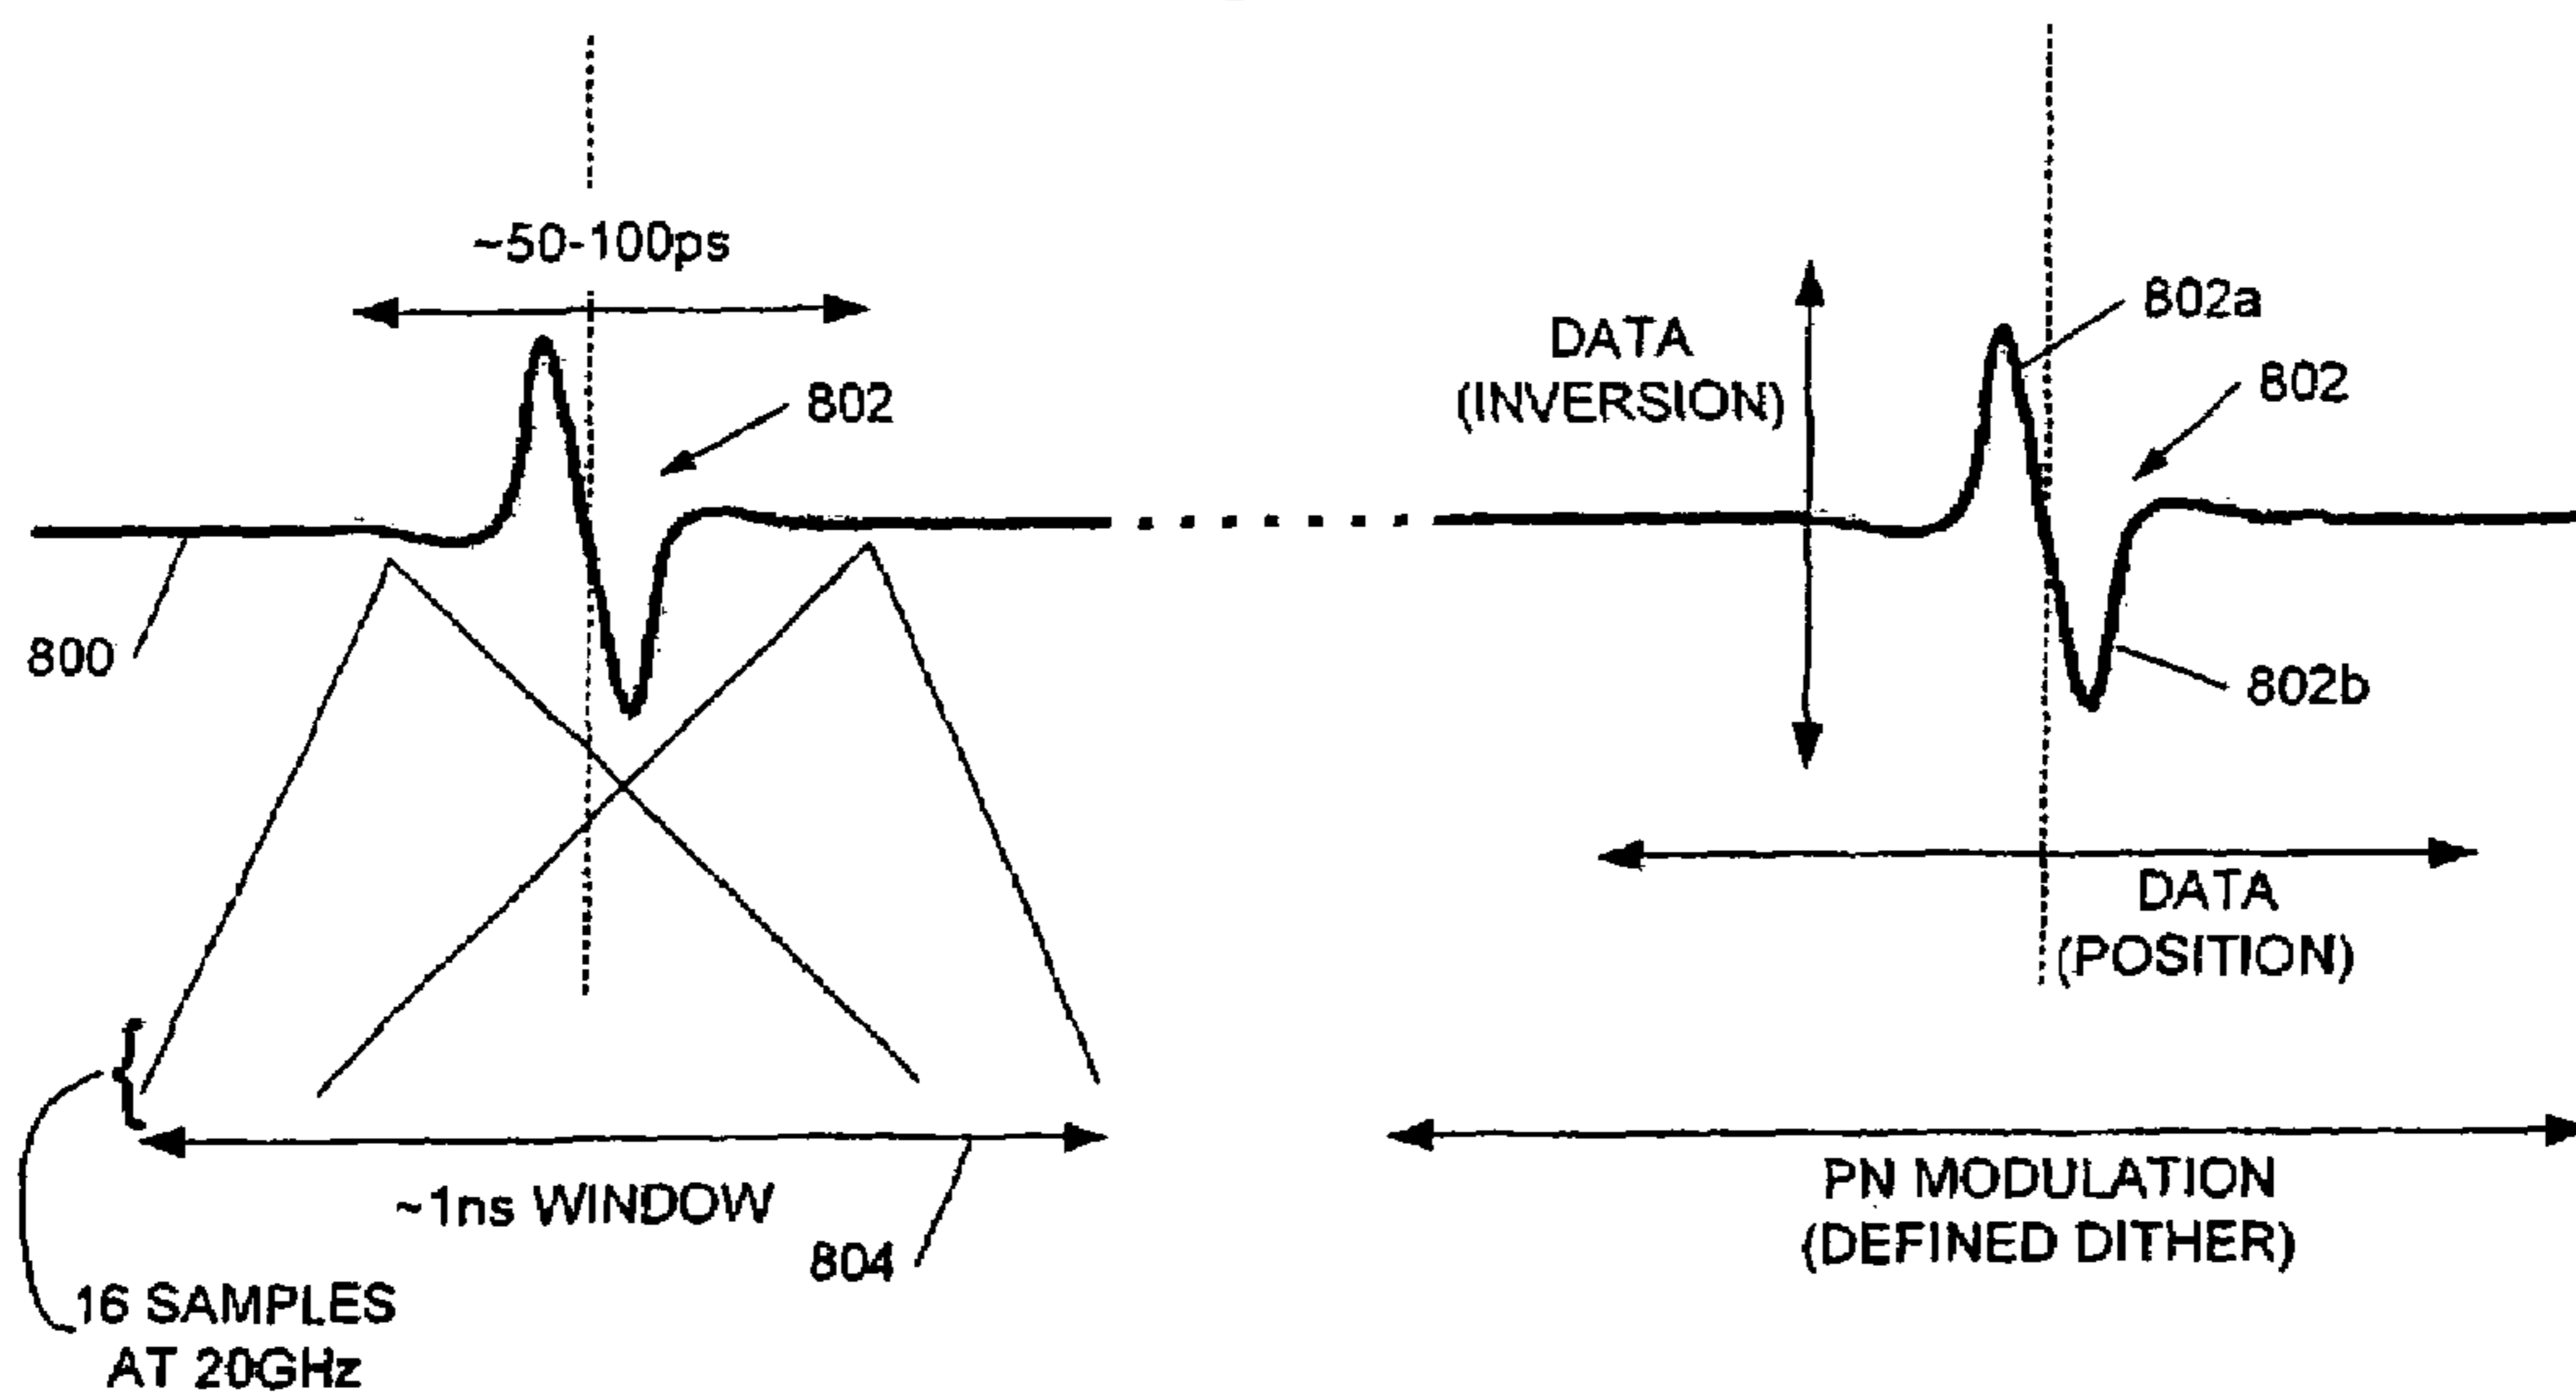 ~50-100ps
802
800
16 SAMPLES
AT 20GHz
~1ns WINDOW
804
DATA
(INVERSION)
802a
802
802b
DATA
(POSITION)
PN MODULATION
(DEFINED DITHER)